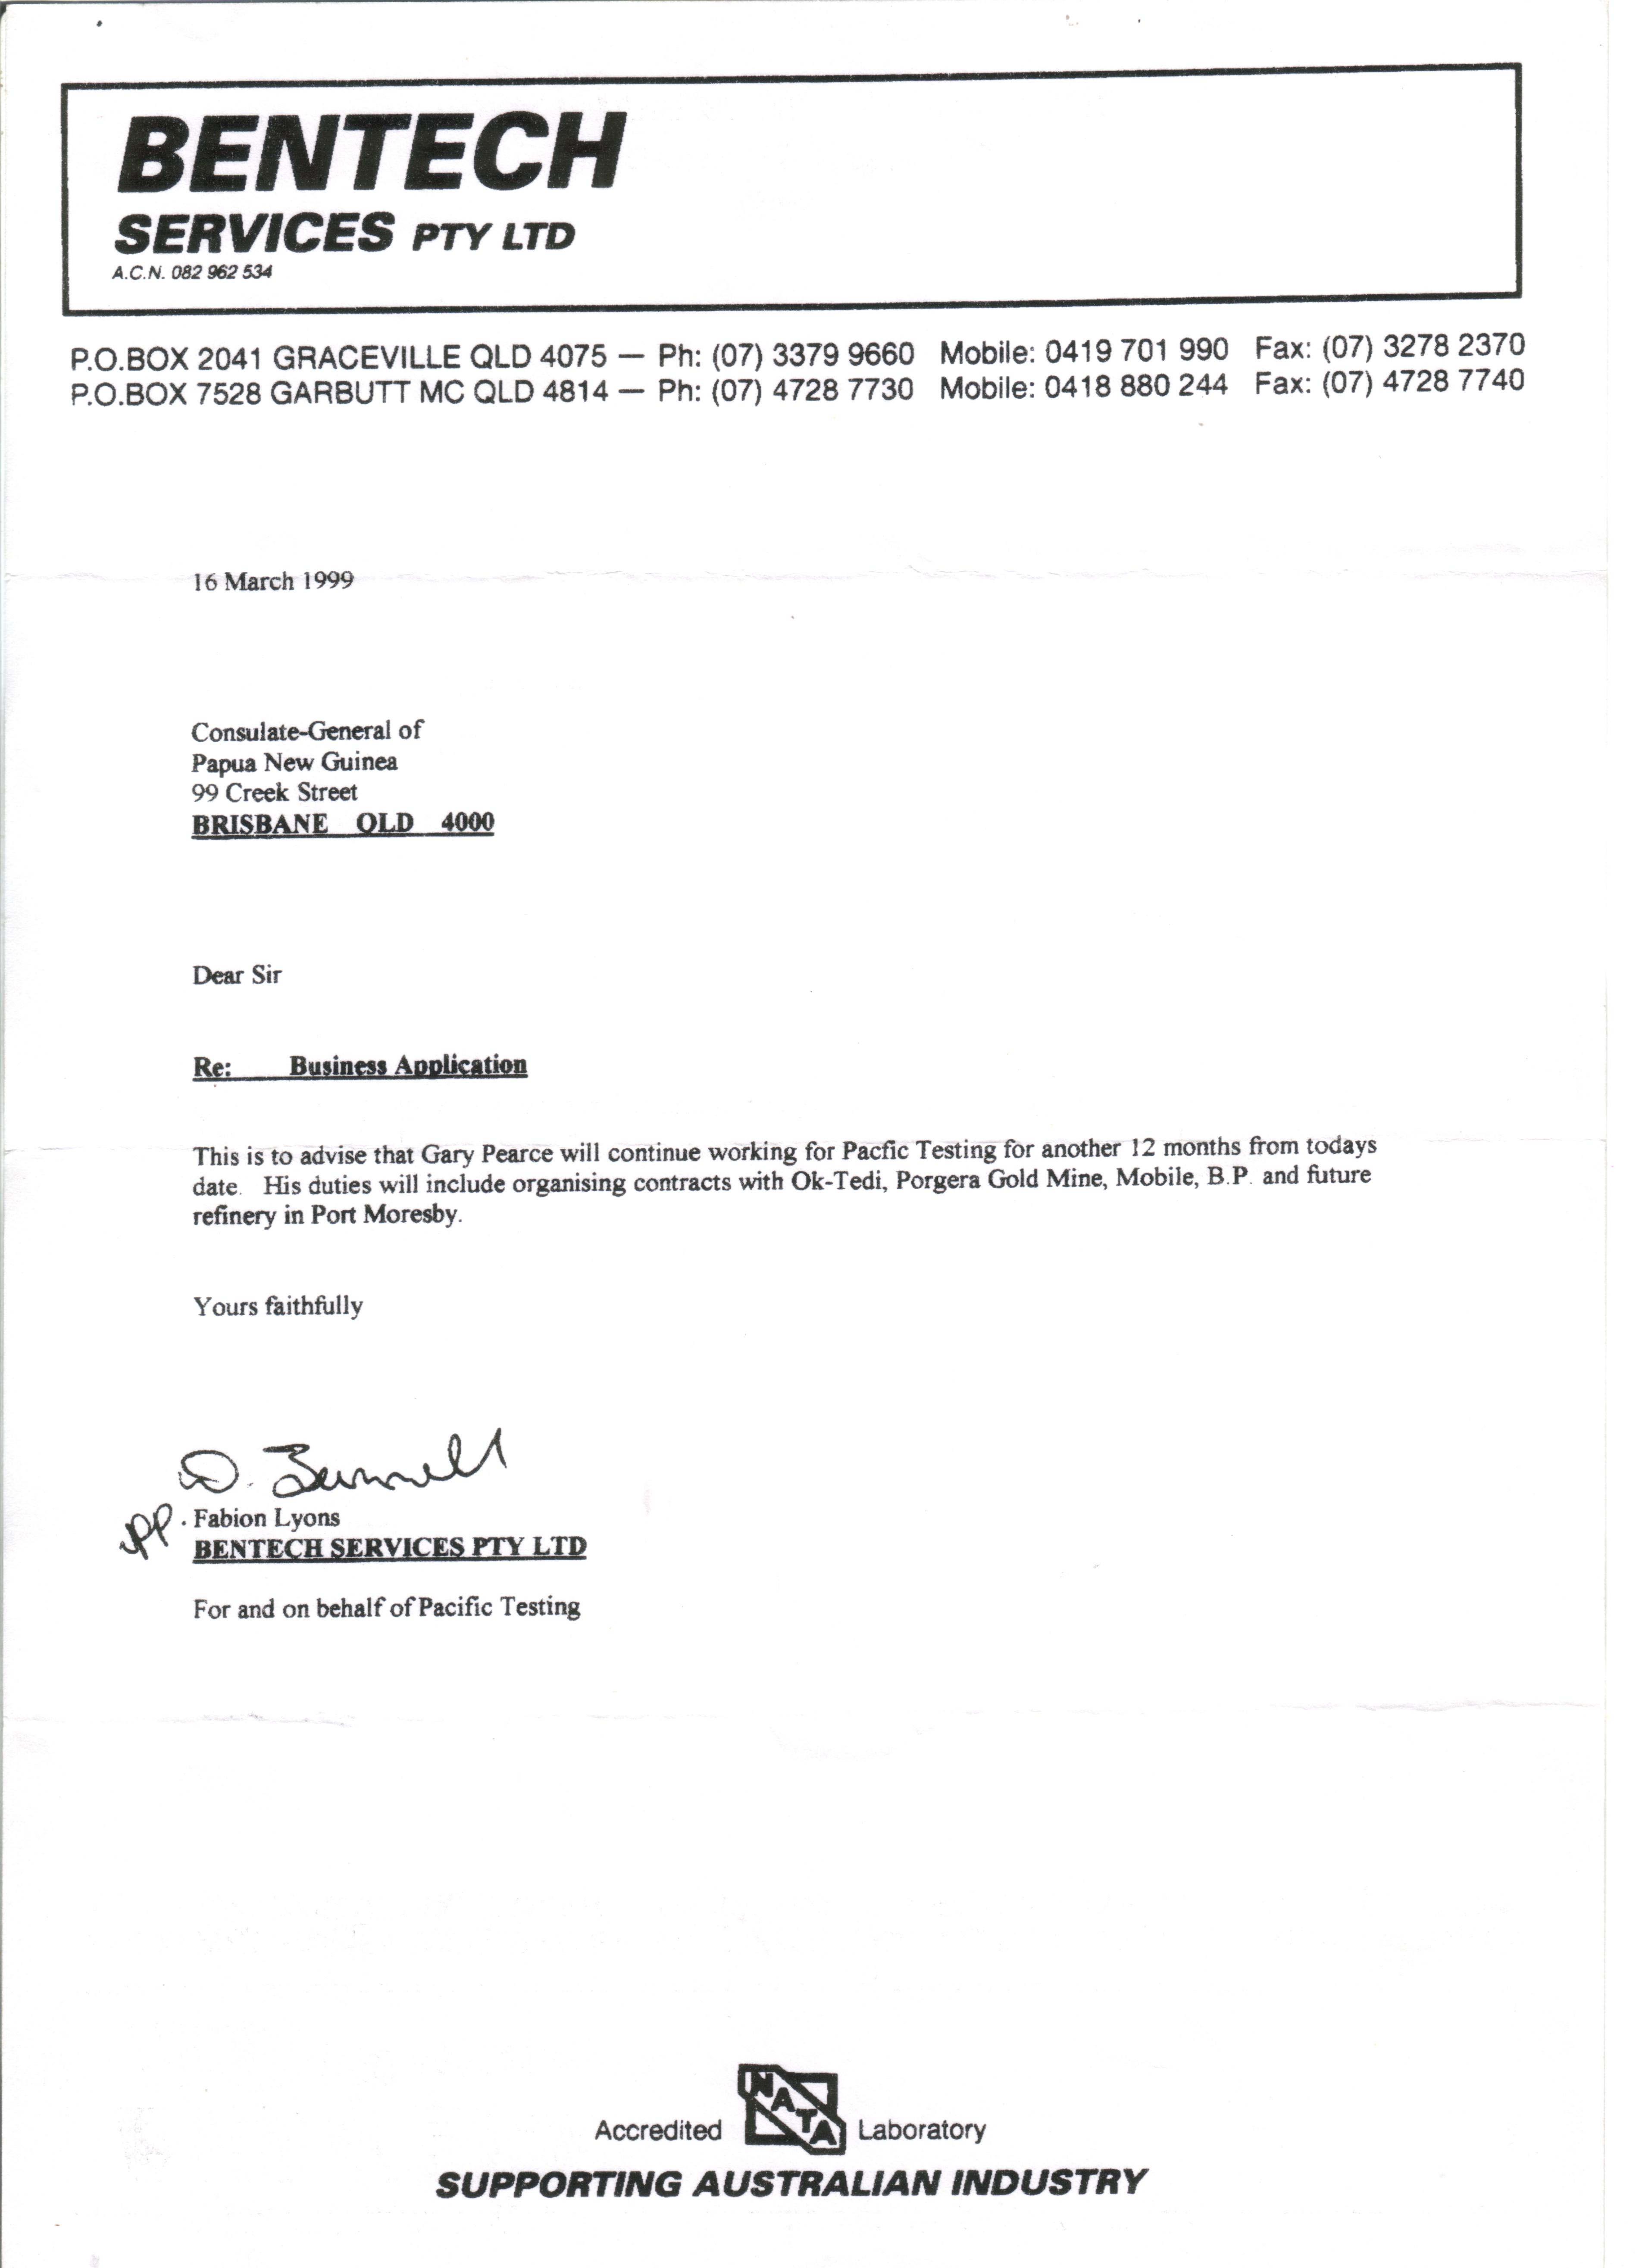 BENTECH
SERVICES PTY LTD
A.C.N. 082 962 534
P.O.BOX 2041 GRACEVILLE QLD 4075 — Ph: (07) 3379 9660 Mobile: 0419 701 990 Fax: (07) 3278 2370
P.O.BOX 7528 GARBUTT MC QLD 4814 — Ph: (07) 4728 7730 Mobile: 0418 880 244 Fax: (07) 4728 7740
16 March 1999
Consulate-General of
Papua New Guinea
99 Creek Street
BRISBANE QLD 4000
Dear Sir
Re: Business Application
This is to advise that Gary Pearce will continue working for Pacfic Testing for another 12 months from todays
date. His duties will include organising contracts with Ok-Tedi, Porgera Gold Mine, Mobile, B.P. and future
refinery in Port Moresby.
Yours faithfully
D.
pp. Fabion Lyons
BENTECH SERVICES PTY LTD
For and on behalf of Pacific Testing
Accredited NATA Laboratory
SUPPORTING AUSTRALIAN INDUSTRY